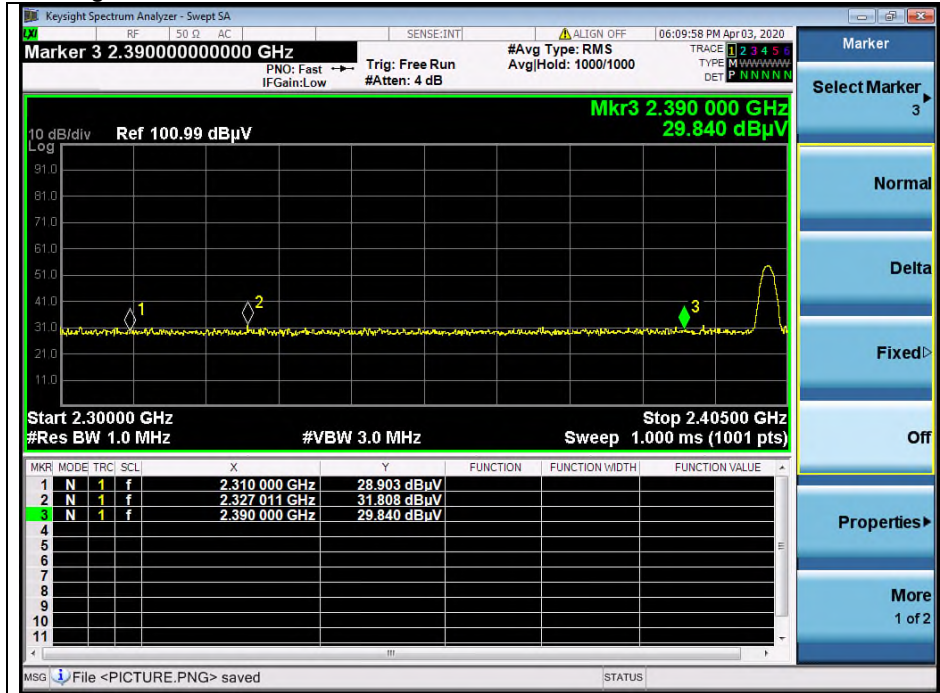 Keysight Spectrum Analyzer - Swept SA
LXI RF 50 Ω AC SENSE:INT ALIGN OFF 06:09:58 PM Apr 03, 2020
Marker 3 2.390000000000 GHz
PNO: Fast
IFGain:Low
Trig: Free Run
#Atten: 4 dB
#Avg Type: RMS
Avg|Hold: 1000/1000
TRACE 1 2 3 4 5 6
TYPE M WWWWW
DET P N N N N N
Mkr3 2.390 000 GHz
29.840 dBµV
10 dB/div Ref 100.99 dBµV
Log
91.0
81.0
71.0
61.0
51.0
41.0
31.0
21.0
11.0
1
2
3
Start 2.30000 GHz Stop 2.40500 GHz
#Res BW 1.0 MHz #VBW 3.0 MHz Sweep 1.000 ms (1001 pts)
MKR MODE TRC SCL X Y FUNCTION FUNCTION WIDTH FUNCTION VALUE
1 N 1 f 2.310 000 GHz 28.903 dBµV
2 N 1 f 2.327 011 GHz 31.808 dBµV
3 N 1 f 2.390 000 GHz 29.840 dBµV
4
5
6
7
8
9
10
11
MSG File <PICTURE.PNG> saved STATUS
Marker
Select Marker
3
Normal
Delta
Fixed
Off
Properties
More
1 of 2